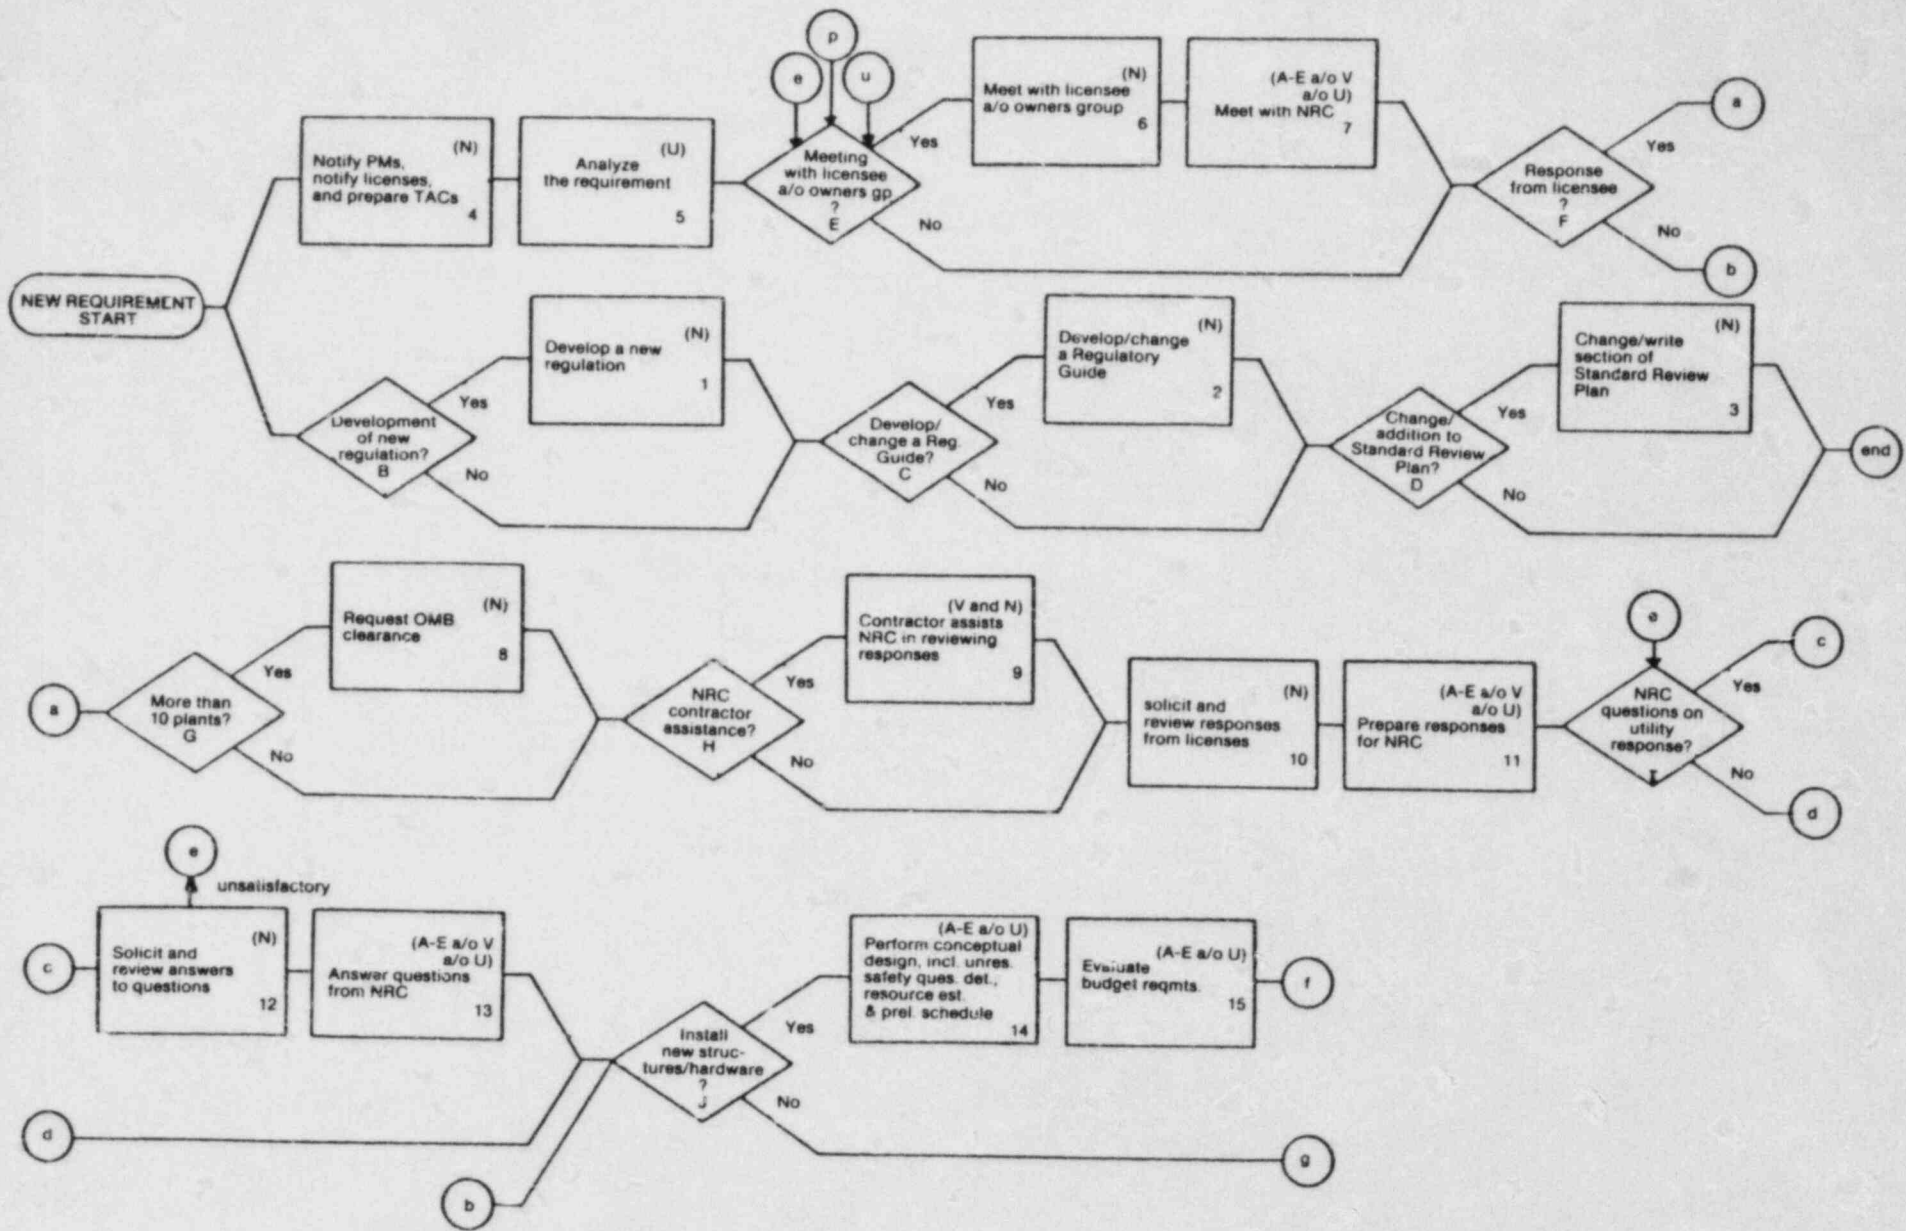 p
e
u
(N)
Notify PMs,
notify licenses,
and prepare TACs
4
(U)
Analyze
the requirement
5
Meeting
with licensee
a/o owners gp
?
E
Yes
No
(N)
Meet with licensee
a/o owners group
6
(A-E a/o V
a/o U)
Meet with NRC
7
Response
from licensee
?
F
Yes
No
a
b
NEW REQUIREMENT
START
Development
of new
regulation?
B
Yes
No
(N)
Develop a new
regulation
1
Develop/
change a Reg.
Guide?
C
Yes
No
(N)
Develop/change
a Regulatory
Guide
2
Change/
addition to
Standard Review
Plan?
D
Yes
No
(N)
Change/write
section of
Standard Review
Plan
3
end
a
More than
10 plants?
G
Yes
No
(N)
Request OMB
clearance
8
NRC
contractor
assistance?
H
Yes
No
(V and N)
Contractor assists
NRC in reviewing
responses
9
(N)
solicit and
review responses
from licenses
10
(A-E a/o V
a/o U)
Prepare responses
for NRC
11
e
NRC
questions on
utility
response?
I
Yes
No
c
d
e
unsatisfactory
c
(N)
Solicit and
review answers
to questions
12
(A-E a/o V
a/o U)
Answer questions
from NRC
13
d
b
Install
new struc-
tures/hardware
?
J
Yes
No
(A-E a/o U)
Perform conceptual
design, incl. unres.
safety ques. det.,
resource est.
& prel. schedule
14
(A-E a/o U)
Evaluate
budget reqmts.
15
f
g